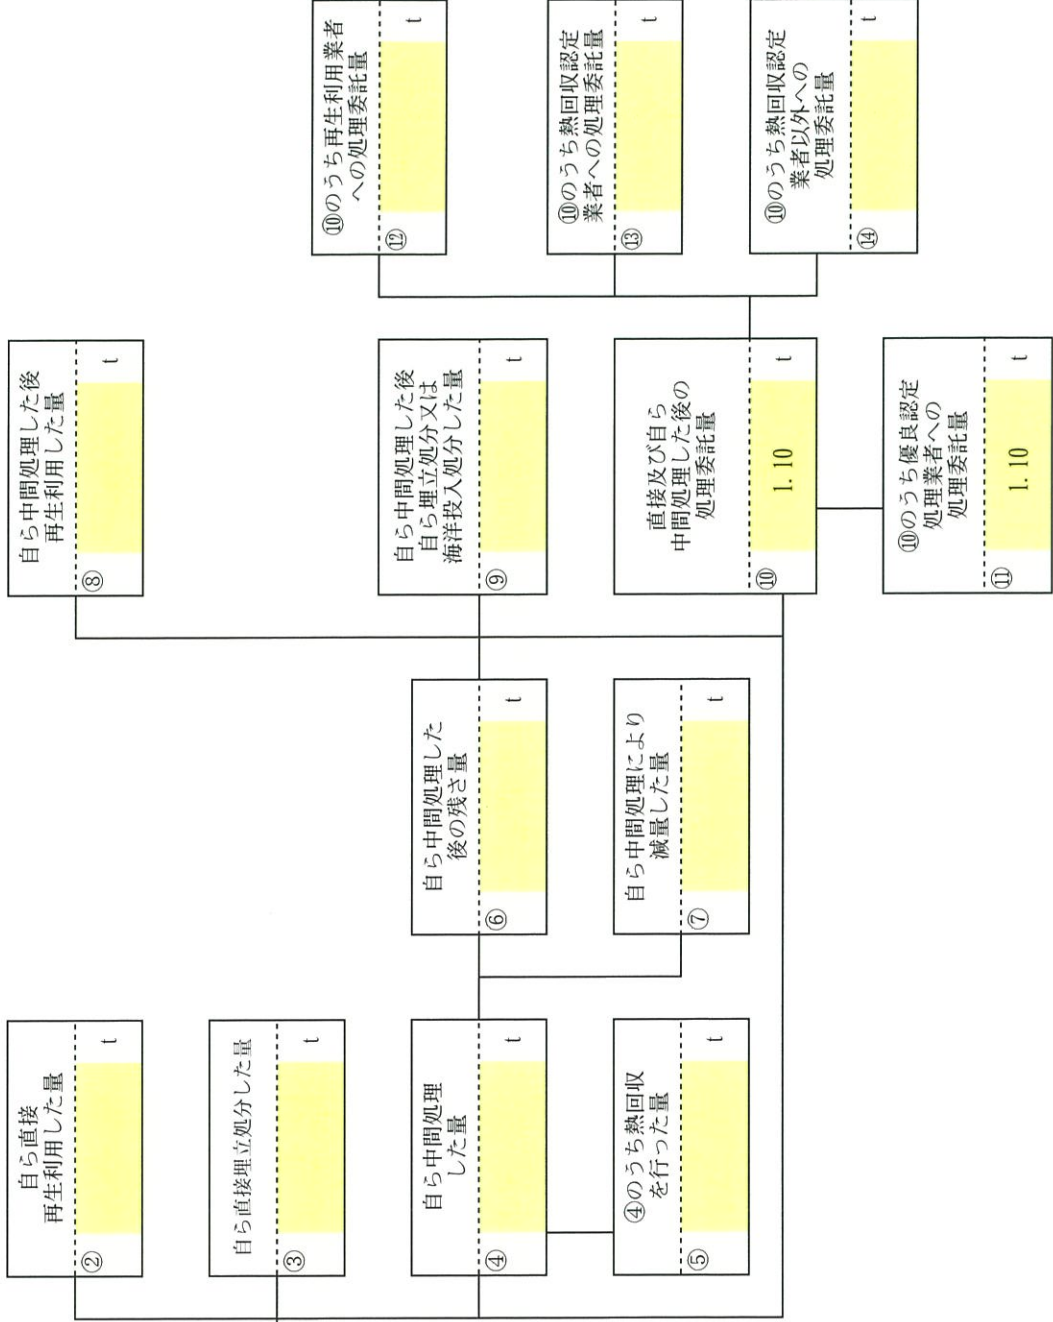 自ら直接
再生利用した量
②
t
自ら直接埋立処分した量
③
t
自ら中間処理
した量
④
t
④のうち熱回収
を行った量
⑤
t
自ら中間処理した
後の残さ量
⑥
t
自ら中間処理により
減量した量
⑦
t
自ら中間処理した後
再生利用した量
⑧
t
自ら中間処理した後
自ら埋立処分又は
海洋投入処分した量
⑨
t
直接及び自ら
中間処理した後の
処理委託量
⑩ 1.10 t
⑩のうち優良認定
処理業者への
処理委託量
⑪ 1.10 t
⑩のうち再生利用業者
への処理委託量
⑫
t
⑩のうち熱回収認定
業者への処理委託量
⑬
t
⑩のうち熱回収認定
業者以外への
処理委託量
⑭
t